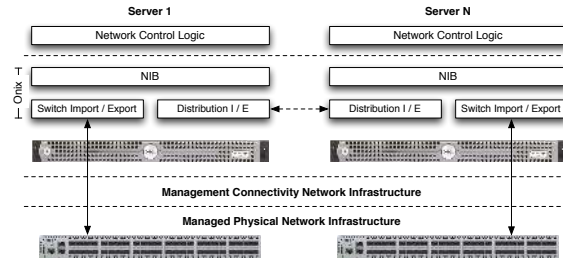 Server 1
Server N
Network Control Logic
Network Control Logic
Onix
NIB
NIB
Switch Import / Export
Distribution I / E
Distribution I / E
Switch Import / Export
Management Connectivity Network Infrastructure
Managed Physical Network Infrastructure